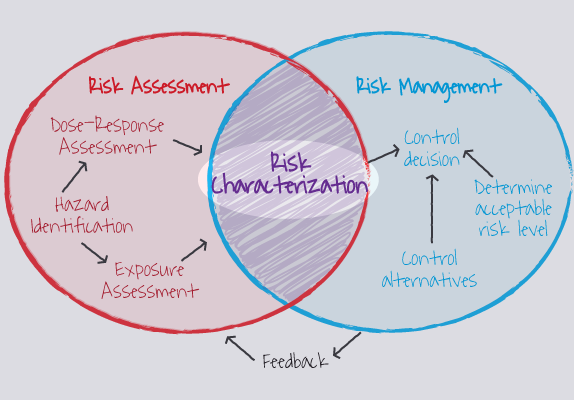 Risk Assessment
Dose-Response
Assessment
Hazard
Identification
Exposure
Assessment
Risk
Characterization
Risk Management
Control
decision
Determine
acceptable
risk level
Control
alternatives
Feedback